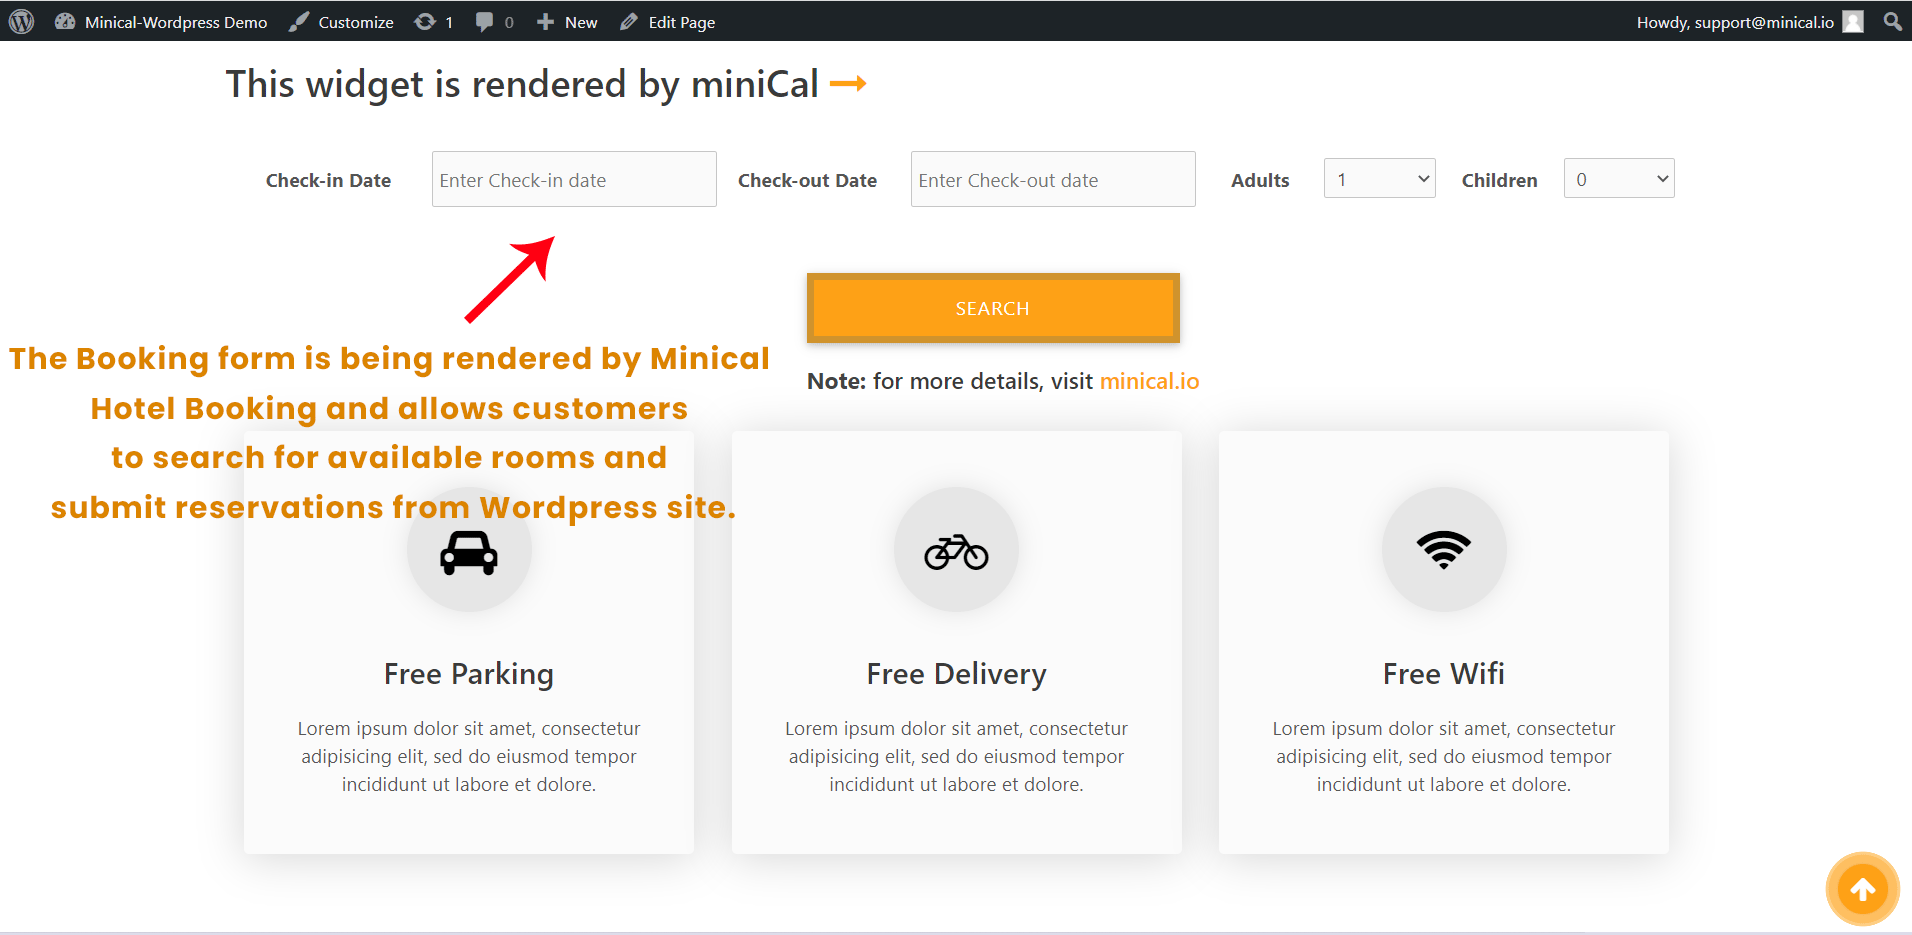 Minical-Wordpress Demo Customize 1 0 New Edit Page Howdy, support@minical.io
This widget is rendered by miniCal
Check-in Date Enter Check-in date Check-out Date Enter Check-out date Adults 1 Children 0
SEARCH
The Booking form is being rendered by Minical
Hotel Booking and allows customers
to search for available rooms and
submit reservations from Wordpress site.
Note: for more details, visit minical.io
Free Parking
Lorem ipsum dolor sit amet, consectetur
adipisicing elit, sed do eiusmod tempor
incididunt ut labore et dolore.
Free Delivery
Lorem ipsum dolor sit amet, consectetur
adipisicing elit, sed do eiusmod tempor
incididunt ut labore et dolore.
Free Wifi
Lorem ipsum dolor sit amet, consectetur
adipisicing elit, sed do eiusmod tempor
incididunt ut labore et dolore.